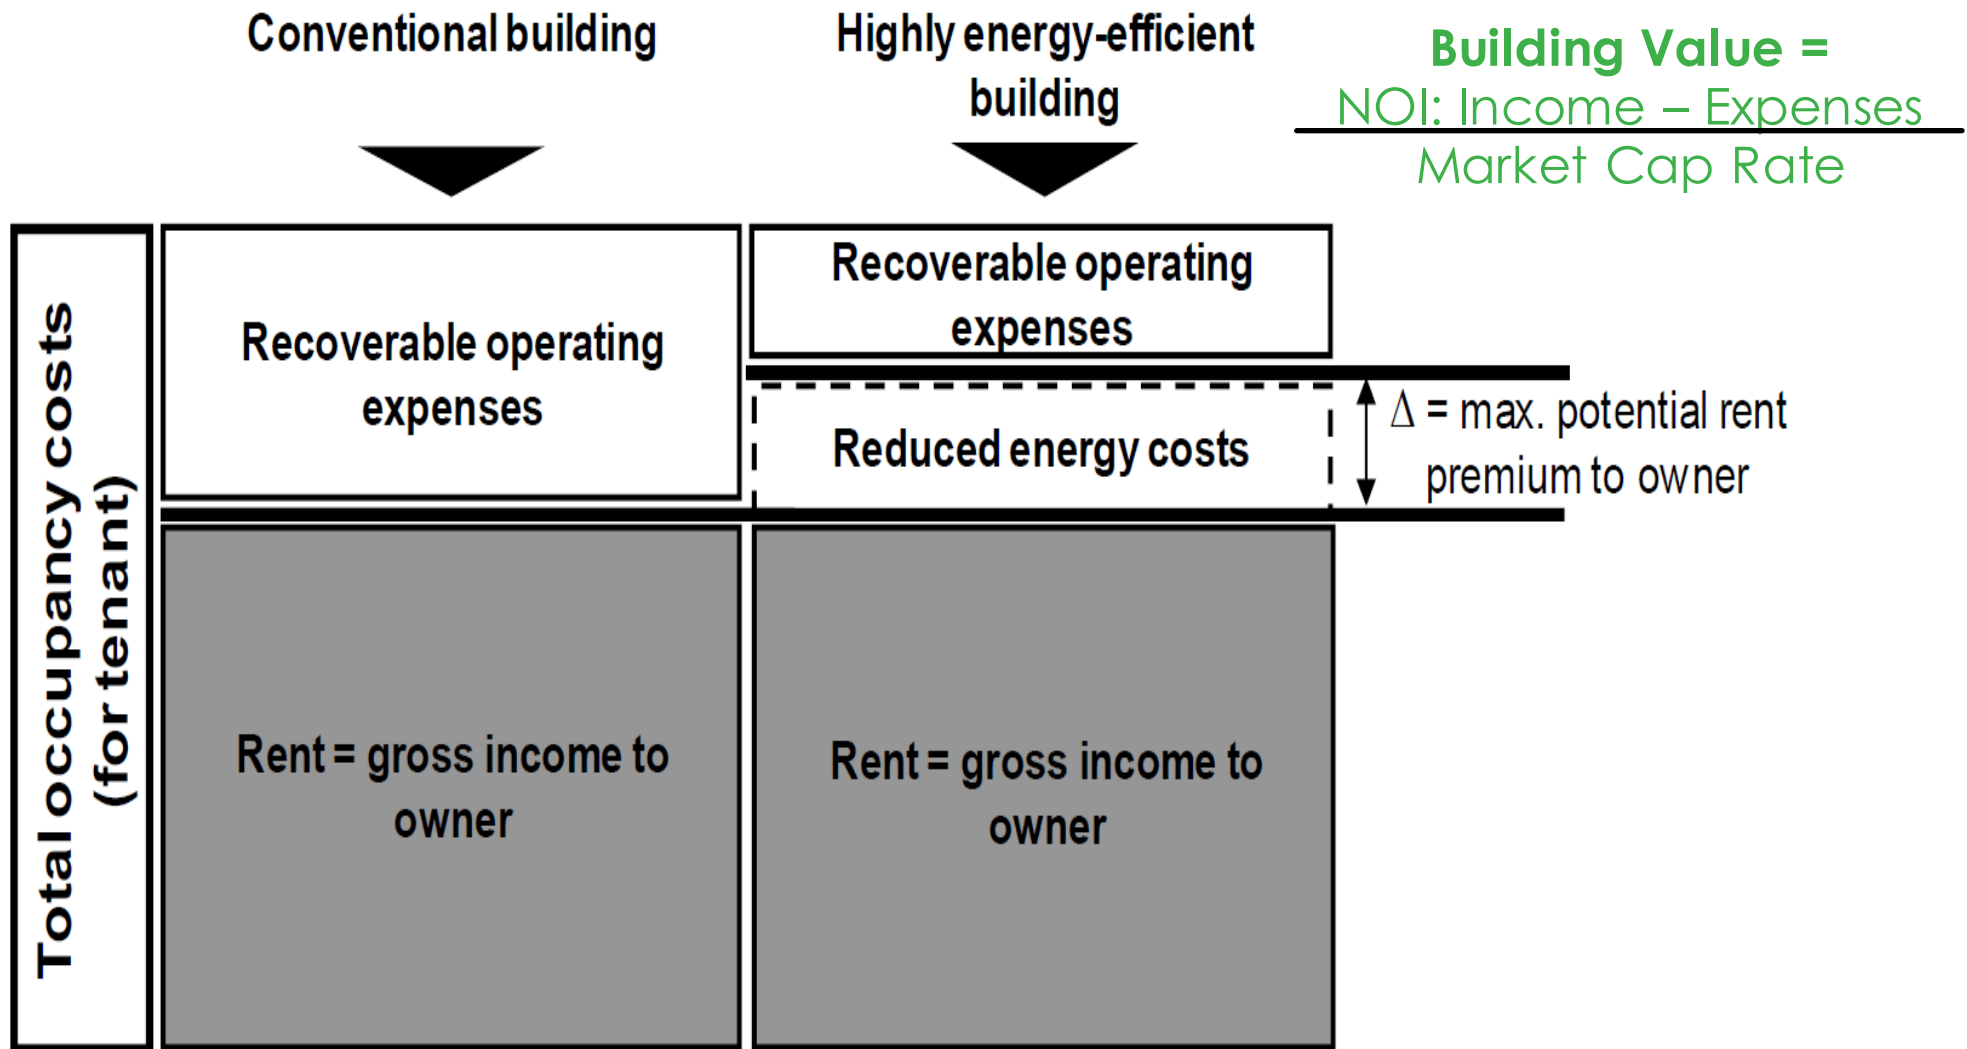 Conventional building
Highly energy-efficient
building
Building Value =
NOI: Income – Expenses
Market Cap Rate
Total occupancy costs
(for tenant)
Recoverable operating
expenses
Recoverable operating
expenses
Reduced energy costs
Δ = max. potential rent
premium to owner
Rent = gross income to
owner
Rent = gross income to
owner